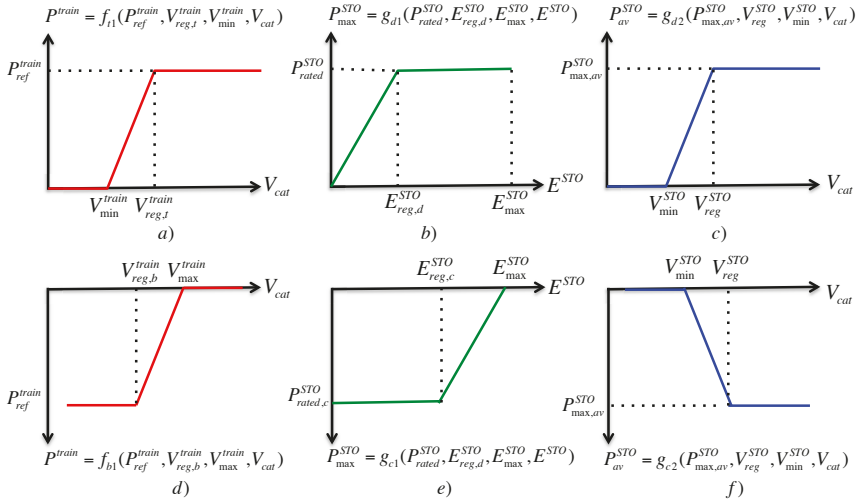 P^{train} = f_{t1}(P_{ref}^{train}, V_{reg,t}^{train}, V_{min}^{train}, V_{cat})
P_{ref}^{train}
V_{cat}
V_{min}^{train} V_{reg,t}^{train}
a)
P_{max}^{STO} = g_{d1}(P_{rated}^{STO}, E_{reg,d}^{STO}, E_{max}^{STO}, E^{STO})
P_{rated}^{STO}
E^{STO}
E_{reg,d}^{STO} E_{max}^{STO}
b)
P_{av}^{STO} = g_{d2}(P_{max,av}^{STO}, V_{reg}^{STO}, V_{min}^{STO}, V_{cat})
P_{max,av}^{STO}
V_{cat}
V_{min}^{STO} V_{reg}^{STO}
c)
V_{reg,b}^{train} V_{max}^{train}
V_{cat}
P_{ref}^{train}
P^{train} = f_{b1}(P_{ref}^{train}, V_{reg,b}^{train}, V_{max}^{train}, V_{cat})
d)
E_{reg,c}^{STO} E_{max}^{STO}
E^{STO}
P_{rated,c}^{STO}
P_{max}^{STO} = g_{c1}(P_{rated}^{STO}, E_{reg,d}^{STO}, E_{max}^{STO}, E^{STO})
e)
V_{min}^{STO} V_{reg}^{STO}
V_{cat}
P_{max,av}^{STO}
P_{av}^{STO} = g_{c2}(P_{max,av}^{STO}, V_{reg}^{STO}, V_{min}^{STO}, V_{cat})
f)